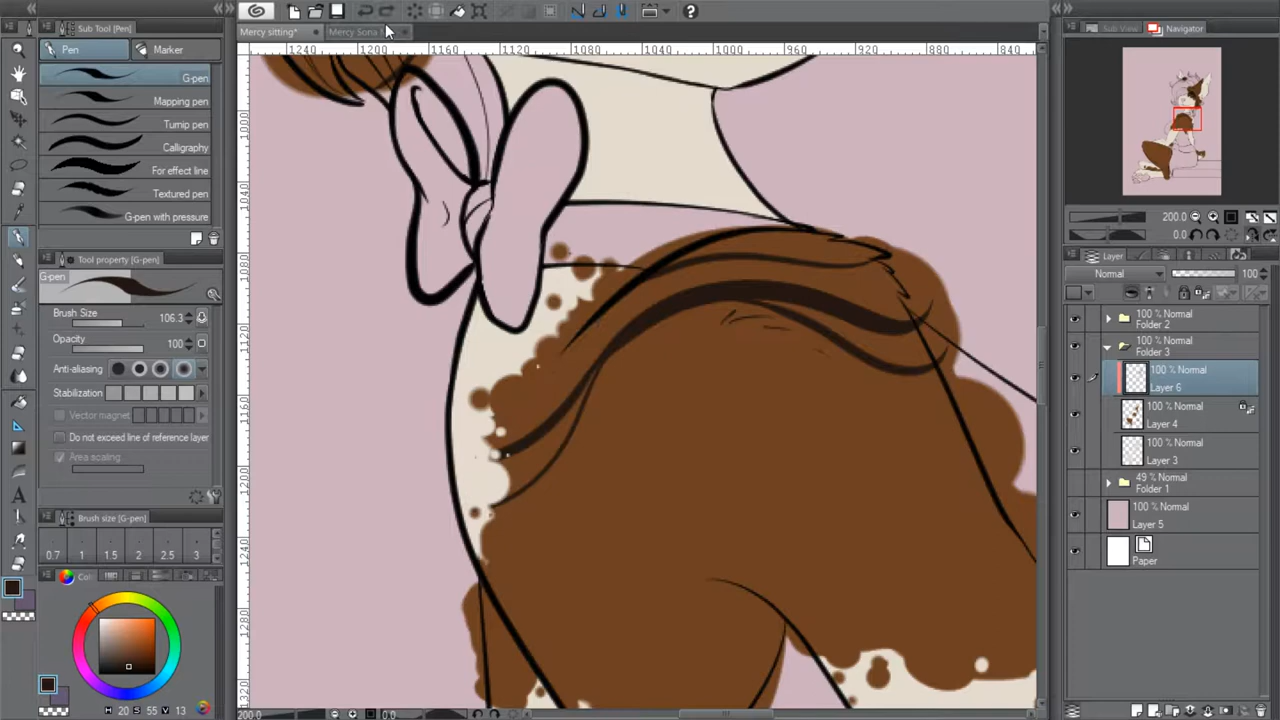 Sub Tool [Pen]
Pen
Marker
G-pen
Mapping pen
Turnip pen
Calligraphy
For effect line
Textured pen
G-pen with pressure
Tool property [G-pen]
G-pen
Brush Size 106.3
Opacity 100
Anti-aliasing
Stabilization
Vector magnet
Do not exceed line of reference layer
Area scaling
Brush size [G-pen]
0.7 1 1.5 2 2.5 3
H 20 S 55 V 13
Mercy sitting*
Mercy Sona
1240 1200 1160 1120 1080 1040 1000 960 920 880 840
1000
1040
1080
1120
1160
1200
1240
1280
1320
200.0
0.0
Sub View
Navigator
200.0
0.0
Layer
Normal
100
100 % Normal
Folder 2
100 % Normal
Folder 3
100 % Normal
Layer 6
100 % Normal
Layer 4
100 % Normal
Layer 3
49 % Normal
Folder 1
100 % Normal
Layer 5
Paper